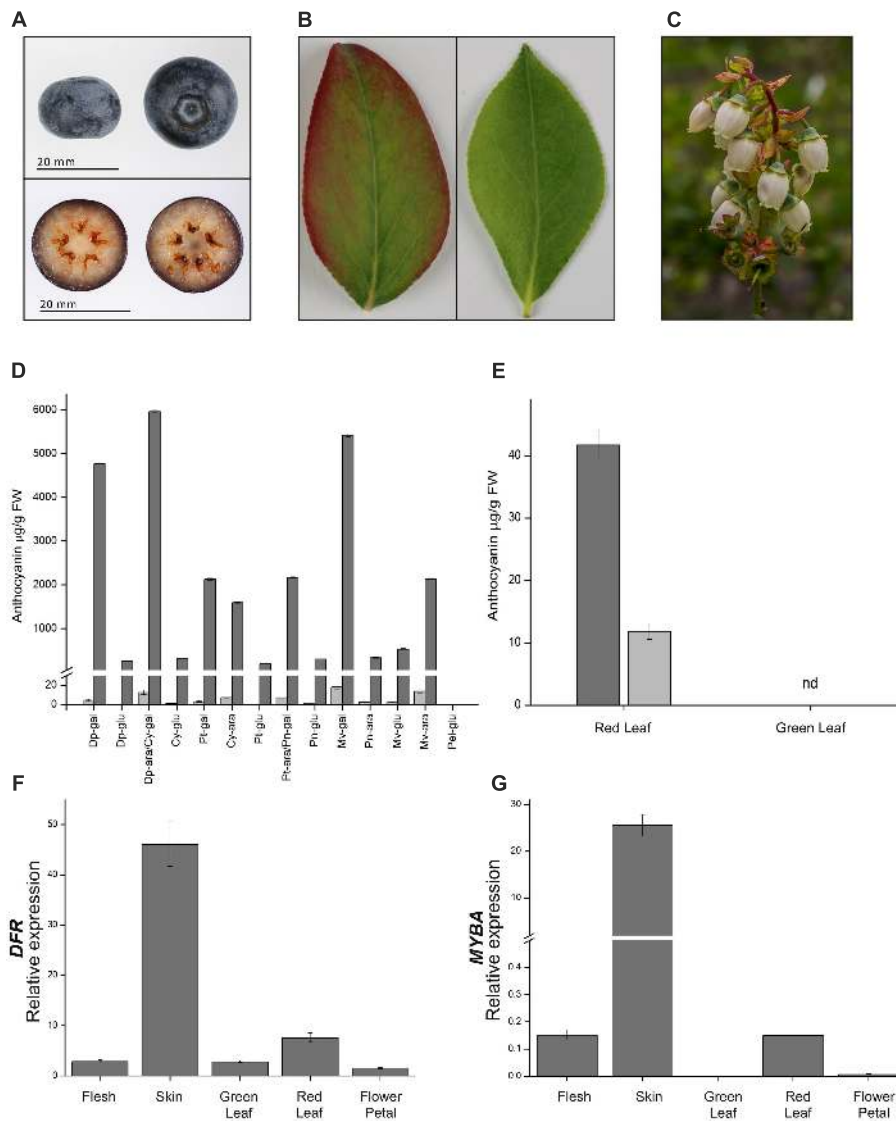 A
B
C
20 mm
20 mm
D
E
6000
5000
4000
3000
2000
1000
20
0
Anthocyanin µg/g FW
Dp-gal
Dp-glu
Dp-ara/Cy-gal
Cy-glu
Pt-gal
Cy-ara
Pt-glu
Pt-ara/Pn-gal
Pn-glu
Mv-gal
Pn-ara
Mv-glu
Mv-ara
Pel-glu
40
30
20
10
0
Anthocyanin µg/g FW
nd
Red Leaf
Green Leaf
F
G
50
40
30
20
10
0
DFR
Relative expression
Flesh
Skin
Green
Leaf
Red
Leaf
Flower
Petal
30
20
10
0.4
0.3
0.2
0.1
0.0
MYBA
Relative expression
Flesh
Skin
Green
Leaf
Red
Leaf
Flower
Petal